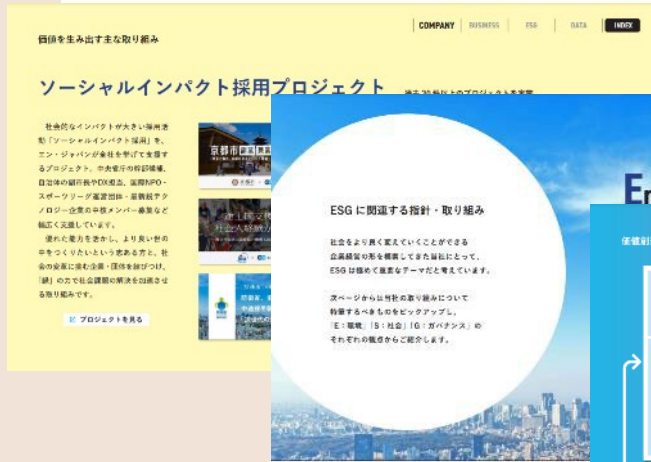 COMPANY BUSINESS ESG DATA INDEX
価値を生み出す主な取り組み
ソーシャルインパクト採用プロジェクト
社会的なインパクトが大きい採用活
動「ソーシャルインパクト採用」を、
エン・ジャパンが全社を挙げて支援す
るプロジェクト。中央省庁の幹部候補、
自治体の副市長やDX担当、国際NPO・
スポーツリーグ運営団体・最先端テク
ノロジー企業の中核メンバー募集など
幅広く支援しています。
優れた能力を活かし、より良い世の
中をつくりたいという志ある方と、社
会の変革に挑む企業・団体を結びつけ、
「縁」の力で社会課題の解決を加速させ
る取り組みです。
プロジェクトを見る
京都市
ESG に関連する指針・取り組み
社会をより良く変えていくことができる
企業経営の形を模索してきた当社にとって、
ESG は極めて重要なテーマだと考えています。
次ページからは当社の取り組みについて
特筆するべきものをピックアップし、
「E：環境」「S：社会」「G：ガバナンス」の
それぞれの観点からご紹介します。
En
価値創